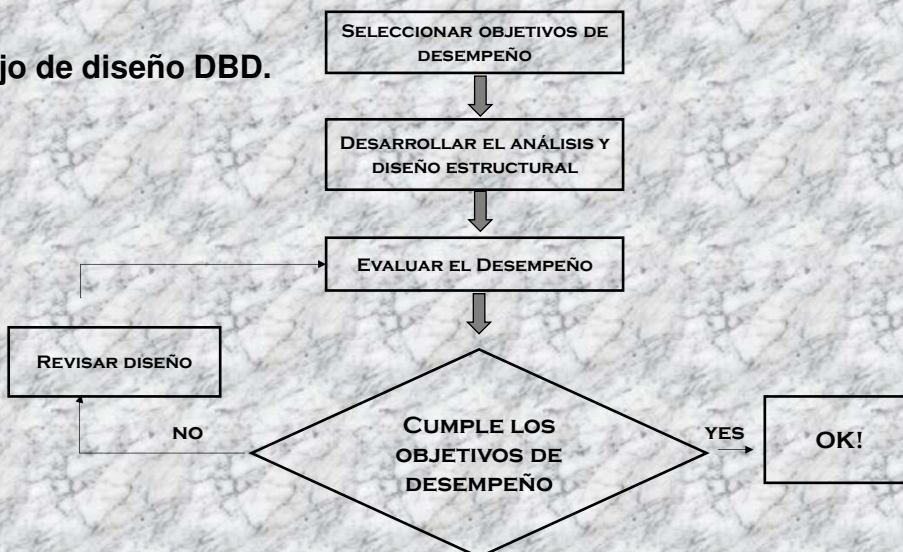 SELECCIONAR OBJETIVOS DE
DESEMPEÑO
jo de diseño DBD.
DESARROLLAR EL ANÁLISIS Y
DISEÑO ESTRUCTURAL
EVALUAR EL DESEMPEÑO
REVISAR DISEÑO
NO
CUMPLE LOS
OBJETIVOS DE
DESEMPEÑO
YES
OK!